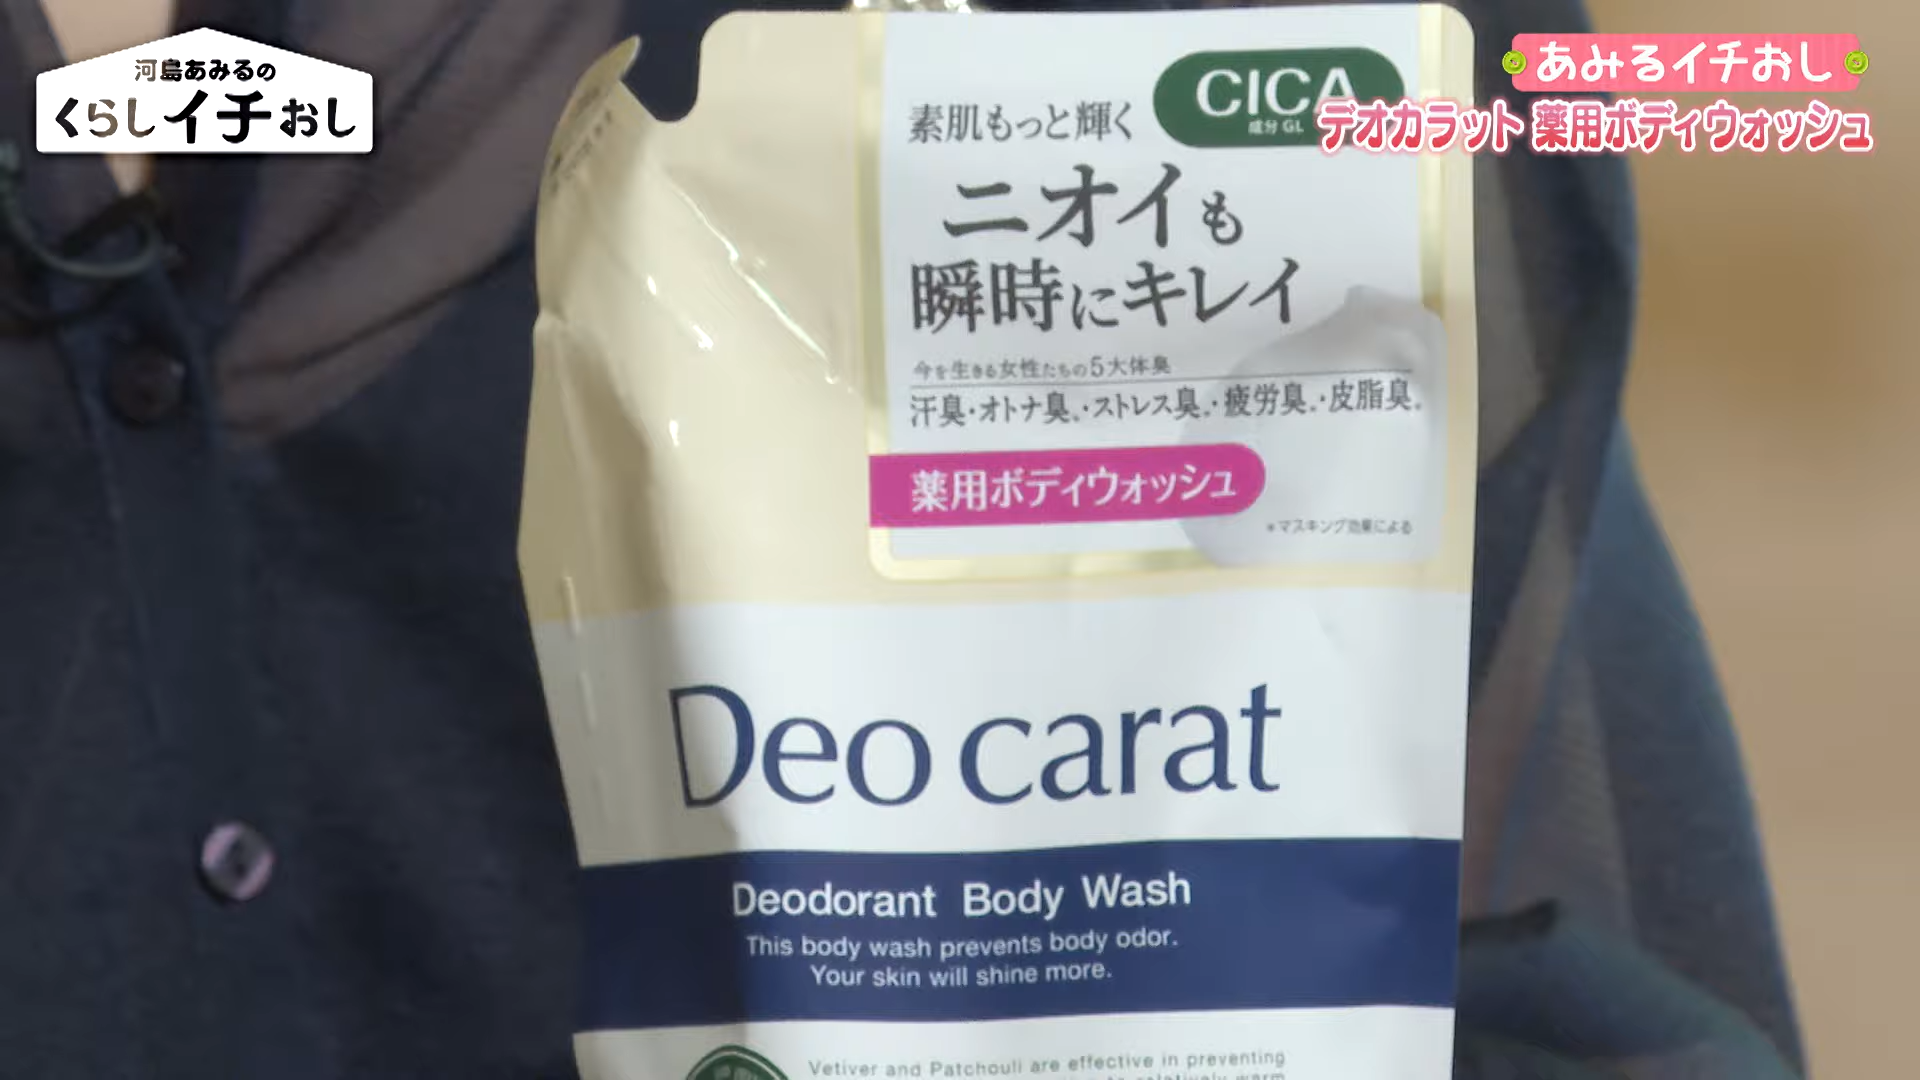 河島あみるの
くらしイチおし
あみるイチおし
デオカラット 薬用ボディウォッシュ
CICA
成分 GL
素肌もっと輝く
ニオイも
瞬時にキレイ
今を生きる女性たちの5大体臭
汗臭・オトナ臭*・ストレス臭*・疲労臭*・皮脂臭*
薬用ボディウォッシュ
*マスキング効果による
Deo carat
Deodorant Body Wash
This body wash prevents body odor.
Your skin will shine more.
Vetiver and Patchouli are effective in preventing
relatively warm